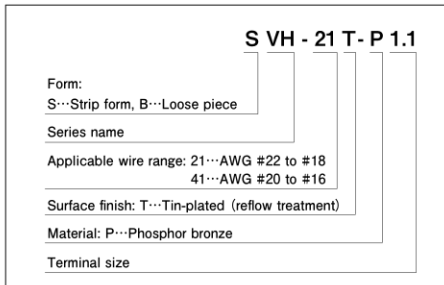 S VH - 21 T - P 1.1
Form:
S···Strip form, B···Loose piece
Series name
Applicable wire range: 21···AWG #22 to #18
41···AWG #20 to #16
Surface finish: T···Tin-plated (reflow treatment)
Material: P···Phosphor bronze
Terminal size